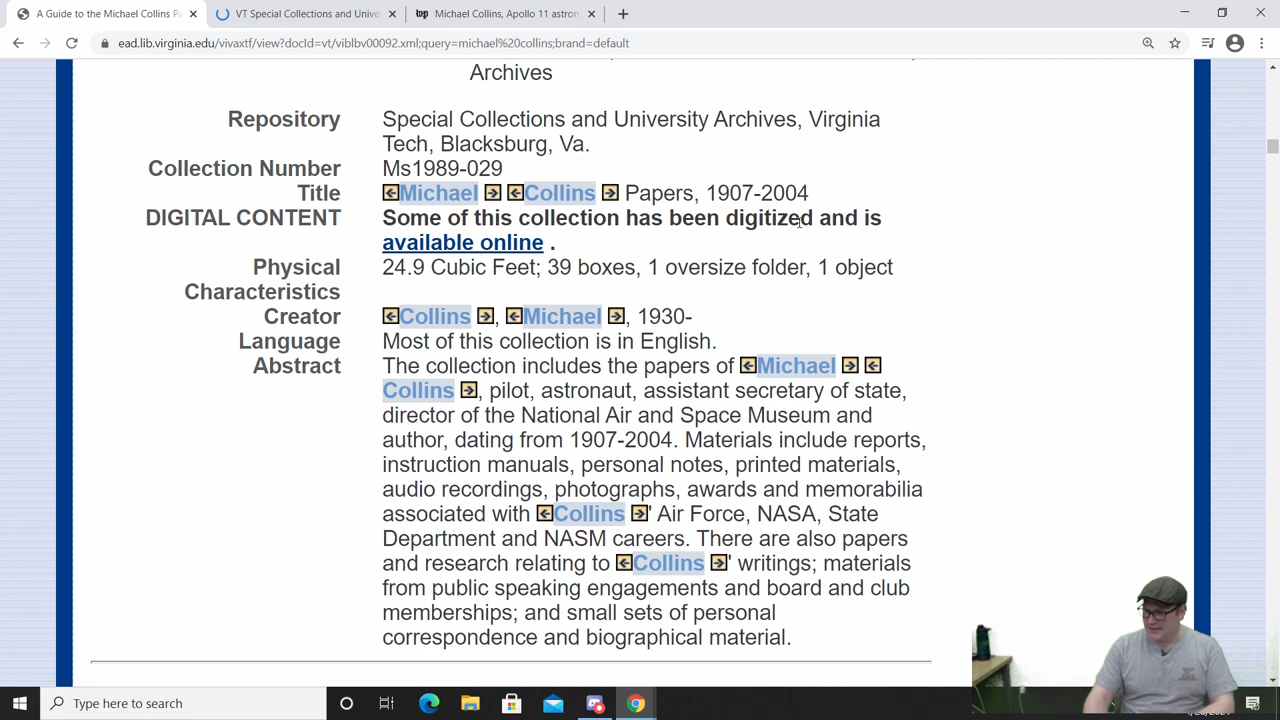 A Guide to the Michael Collins Pa
VT Special Collections and Unive
top Michael Collins, Apollo 11 astron
ead.lib.virginia.edu/vivaxtf/view?docId=vt/viblbv00092.xml;query=michael%20collins;brand=default
Archives
Repository Special Collections and University Archives, Virginia
Tech, Blacksburg, Va.
Collection Number Ms1989-029
Title Michael Collins Papers, 1907-2004
DIGITAL CONTENT Some of this collection has been digitized and is
available online .
Physical 24.9 Cubic Feet; 39 boxes, 1 oversize folder, 1 object
Characteristics
Creator Collins , Michael , 1930-
Language Most of this collection is in English.
Abstract The collection includes the papers of Michael
Collins , pilot, astronaut, assistant secretary of state,
director of the National Air and Space Museum and
author, dating from 1907-2004. Materials include reports,
instruction manuals, personal notes, printed materials,
audio recordings, photographs, awards and memorabilia
associated with Collins ' Air Force, NASA, State
Department and NASM careers. There are also papers
and research relating to Collins ' writings; materials
from public speaking engagements and board and club
memberships; and small sets of personal
correspondence and biographical material.
Type here to search